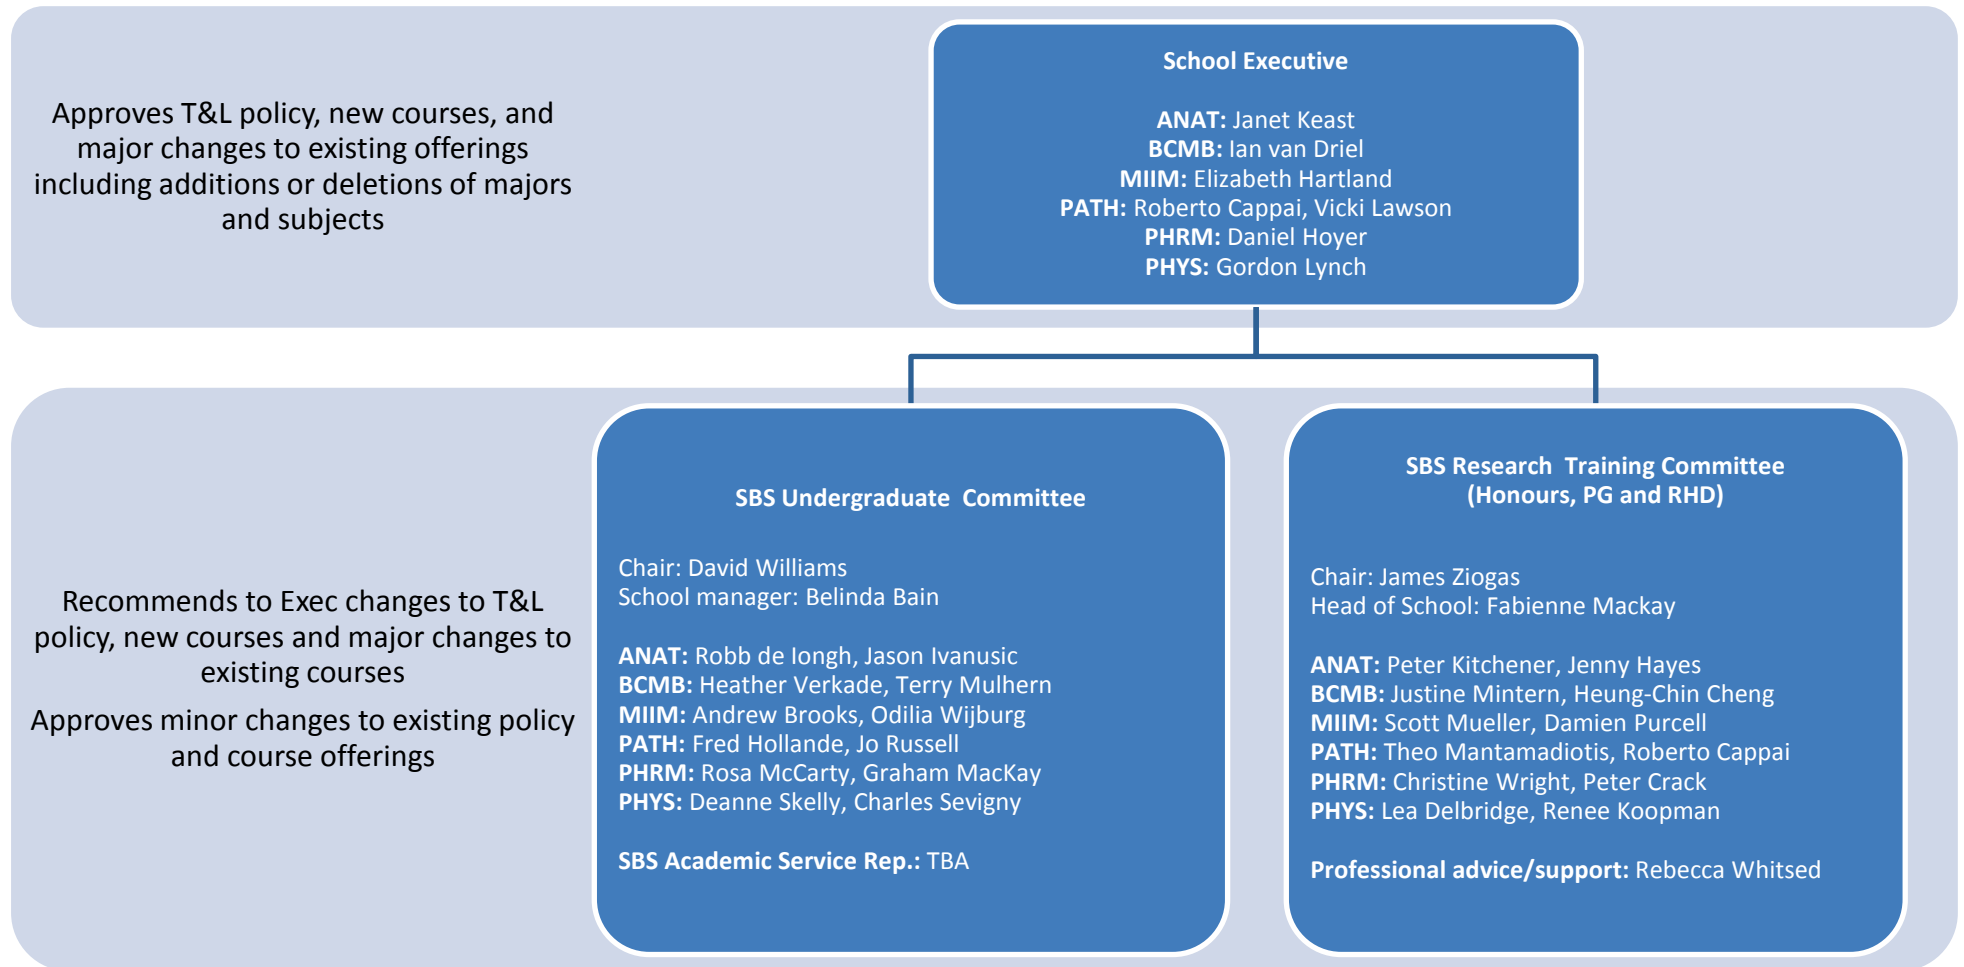 Approves T&L policy, new courses, and
major changes to existing offerings
including additions or deletions of majors
and subjects
School Executive
ANAT: Janet Keast
BCMB: Ian van Driel
MIIM: Elizabeth Hartland
PATH: Roberto Cappai, Vicki Lawson
PHRM: Daniel Hoyer
PHYS: Gordon Lynch
Recommends to Exec changes to T&L
policy, new courses and major changes to
existing courses
Approves minor changes to existing policy
and course offerings
SBS Undergraduate Committee
Chair: David Williams
School manager: Belinda Bain
ANAT: Robb de Iongh, Jason Ivanusic
BCMB: Heather Verkade, Terry Mulhern
MIIM: Andrew Brooks, Odilia Wijburg
PATH: Fred Hollande, Jo Russell
PHRM: Rosa McCarty, Graham MacKay
PHYS: Deanne Skelly, Charles Sevigny
SBS Academic Service Rep.: TBA
SBS Research Training Committee
(Honours, PG and RHD)
Chair: James Ziogas
Head of School: Fabienne Mackay
ANAT: Peter Kitchener, Jenny Hayes
BCMB: Justine Mintern, Heung-Chin Cheng
MIIM: Scott Mueller, Damien Purcell
PATH: Theo Mantamadiotis, Roberto Cappai
PHRM: Christine Wright, Peter Crack
PHYS: Lea Delbridge, Renee Koopman
Professional advice/support: Rebecca Whitsed